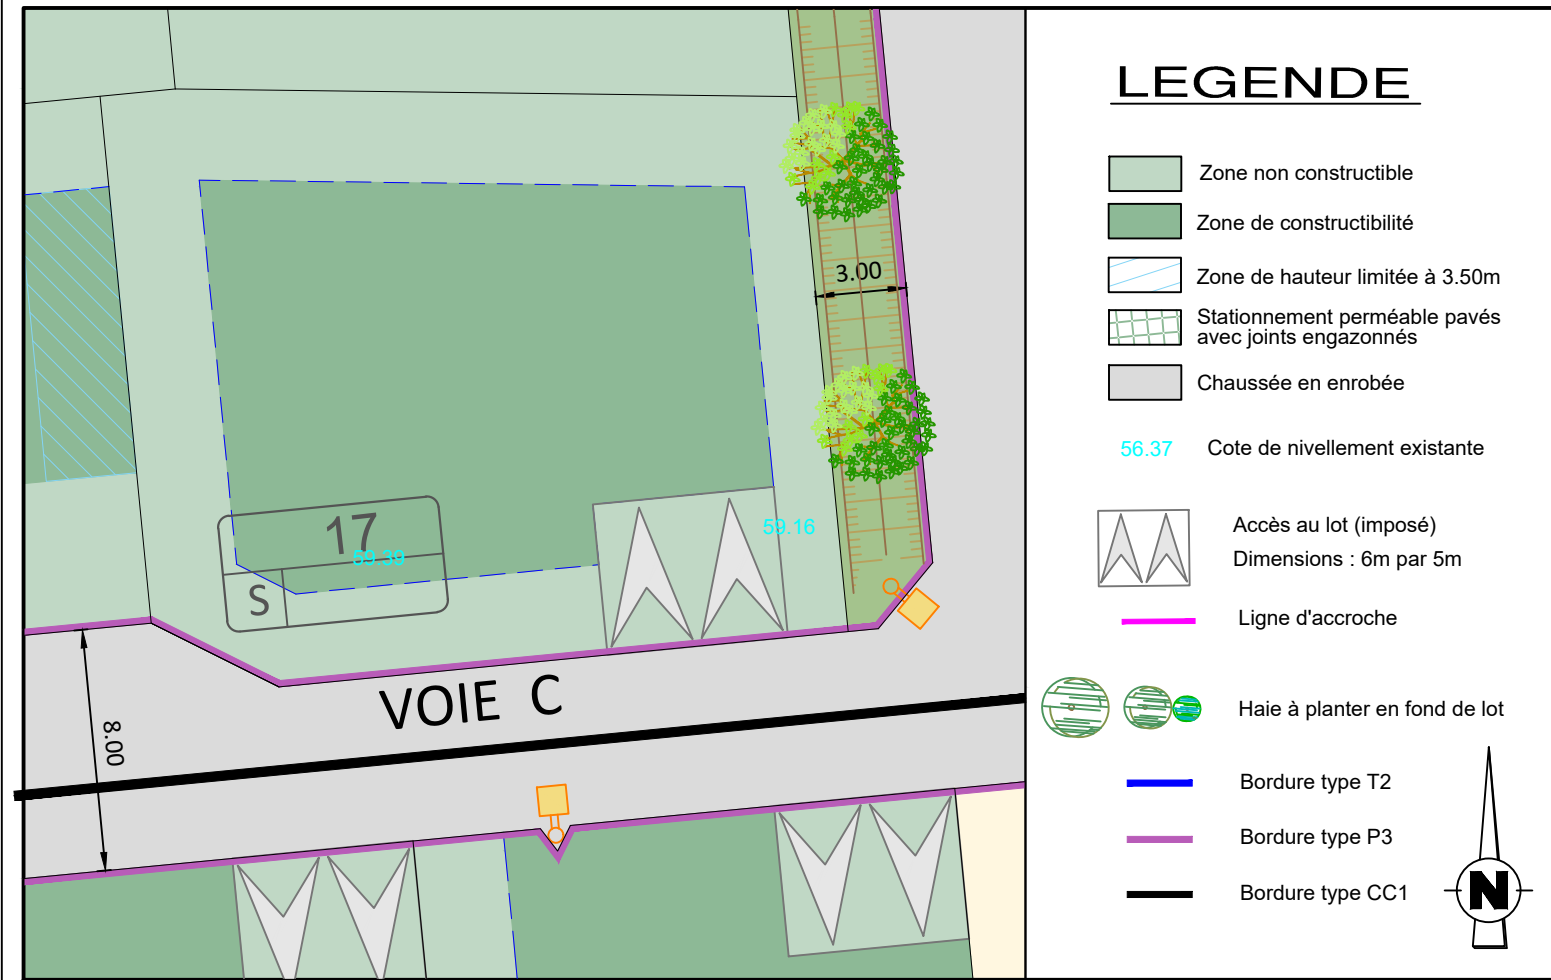 3.00
17
59.39
S
59.16
VOIE C
8.00
LEGENDE
Zone non constructible
Zone de constructibilité
Zone de hauteur limitée à 3.50m
Stationnement perméable pavés
avec joints engazonnés
Chaussée en enrobée
56.37 Cote de nivellement existante
Accès au lot (imposé)
Dimensions : 6m par 5m
Ligne d'accroche
Haie à planter en fond de lot
Bordure type T2
Bordure type P3
Bordure type CC1
N